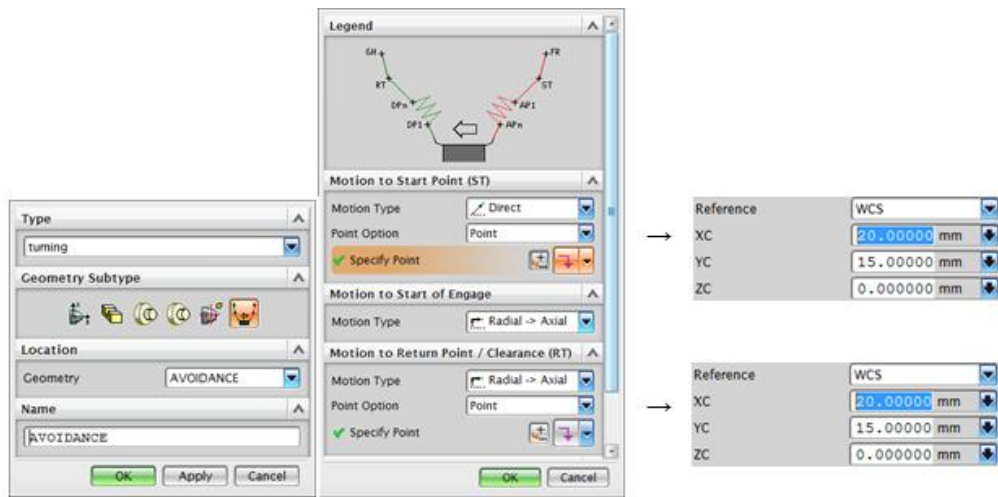 Type
turning
Geometry Subtype
Location
Geometry AVOIDANCE
Name
AVOIDANCE
OK Apply Cancel
Legend
GH FR
RT ST
DPn AP1
DP1 APn
Motion to Start Point (ST)
Motion Type Direct
Point Option Point
Specify Point
Motion to Start of Engage
Motion Type Radial -> Axial
Motion to Return Point / Clearance (RT)
Motion Type Radial -> Axial
Point Option Point
Specify Point
OK Cancel
→
Reference WCS
XC 20.00000 mm
YC 15.00000 mm
ZC 0.000000 mm
→
Reference WCS
XC 20.00000 mm
YC 15.00000 mm
ZC 0.000000 mm